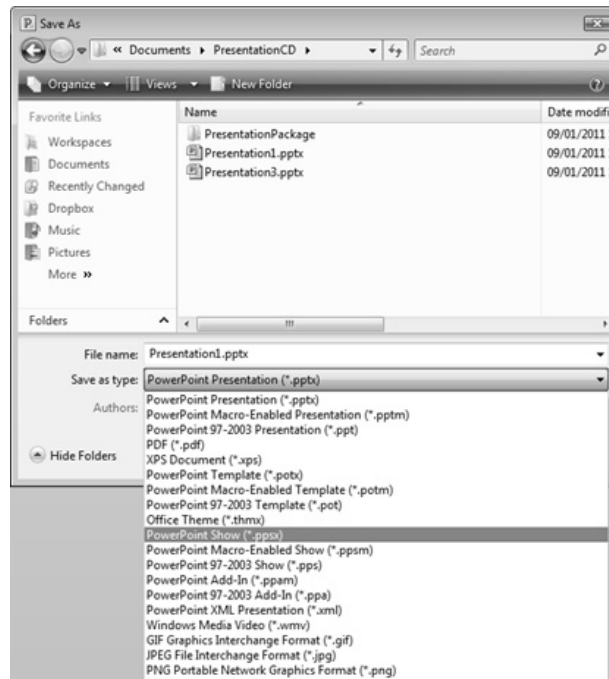 Save As
« Documents ▸ PresentationCD ▸ Search
Organize Views New Folder
Favorite Links
Workspaces
Documents
Recently Changed
Dropbox
Music
Pictures
More »
Folders
Name Date modifi
PresentationPackage 09/01/2011
Presentation1.pptx 09/01/2011
Presentation3.pptx 09/01/2011
File name: Presentation1.pptx
Save as type: PowerPoint Presentation (*.pptx)
Authors:
Hide Folders
PowerPoint Presentation (*.pptx)
PowerPoint Macro-Enabled Presentation (*.pptm)
PowerPoint 97-2003 Presentation (*.ppt)
PDF (*.pdf)
XPS Document (*.xps)
PowerPoint Template (*.potx)
PowerPoint Macro-Enabled Template (*.potm)
PowerPoint 97-2003 Template (*.pot)
Office Theme (*.thmx)
PowerPoint Show (*.ppsx)
PowerPoint Macro-Enabled Show (*.ppsm)
PowerPoint 97-2003 Show (*.pps)
PowerPoint Add-In (*.ppam)
PowerPoint 97-2003 Add-In (*.ppa)
PowerPoint XML Presentation (*.xml)
Windows Media Video (*.wmv)
GIF Graphics Interchange Format (*.gif)
JPEG File Interchange Format (*.jpg)
PNG Portable Network Graphics Format (*.png)